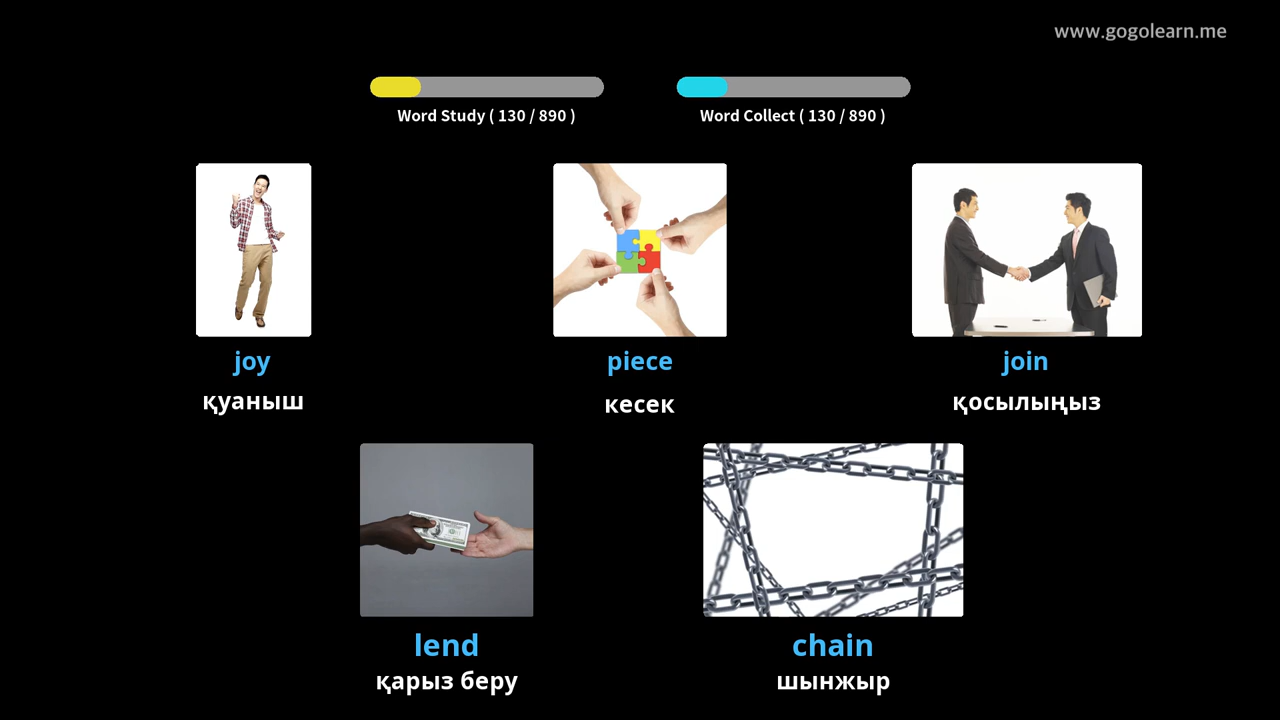 www.gogolearn.me
Word Study ( 130 / 890 )
Word Collect ( 130 / 890 )
joy
қуаныш
piece
кесек
join
қосылыңыз
lend
қарыз беру
chain
шынжыр